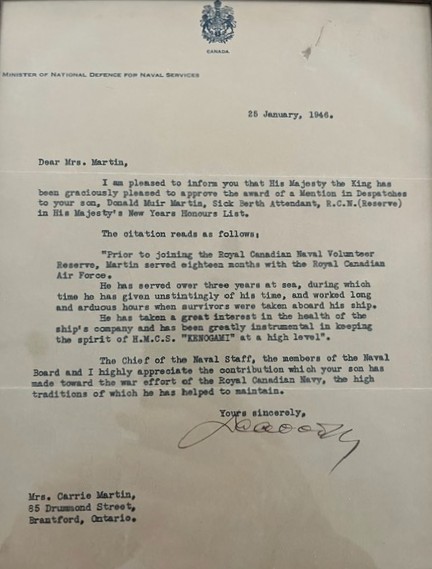 CANADA
MINISTER OF NATIONAL DEFENCE FOR NAVAL SERVICES
25 January, 1946.
Dear Mrs. Martin,
I am pleased to inform you that His Majesty the King has
been graciously pleased to approve the award of a Mention in Despatches
to your son, Donald Muir Martin, Sick Berth Attendant, R.C.N.(Reserve)
in His Majesty's New Years Honours List.
The citation reads as follows;
"Prior to joining the Royal Canadian Naval Volunteer
Reserve, Martin served eighteen months with the Royal Canadian
Air Force.
He has served over three years at sea, during which
time he has given unstintingly of his time, and worked long
and arduous hours when survivors were taken aboard his ship.
He has taken a great interest in the health of the
ship's company and has been greatly instrumental in keeping
the spirit of H.M.C.S. "KENOGAMI" at a high level".
The Chief of the Naval Staff, the members of the Naval
Board and I highly appreciate the contribution which your son has
made toward the war effort of the Royal Canadian Navy, the high
traditions of which he has helped to maintain.
Yours sincerely,
Mrs. Carrie Martin,
85 Drummond Street,
Brantford, Ontario.